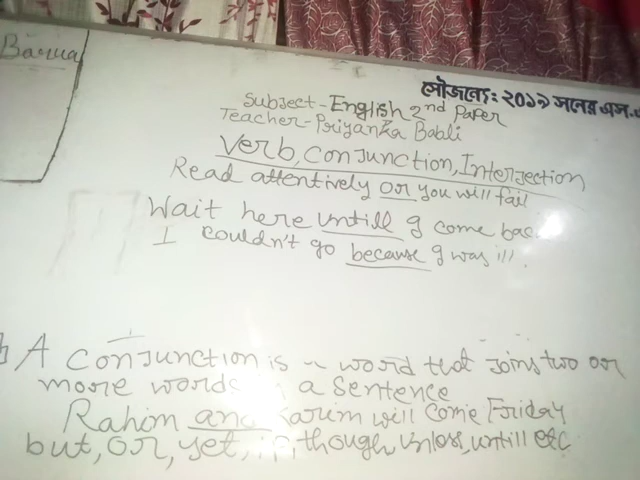 Barua
সৌজন্যে: ২০১৯ সনের এস.
Subject-English 2nd Paper
Teacher-Priyanka Babli
Verb, Conjunction, Interjection
Read attentively or you will fail
Wait here untill I come bac
I couldn't go because I was ill.
A Conjunction is a word that joins two or
more words a Sentence
Rahim and Karim will come Friday
but, or, yet, if, though, unless, untill etc